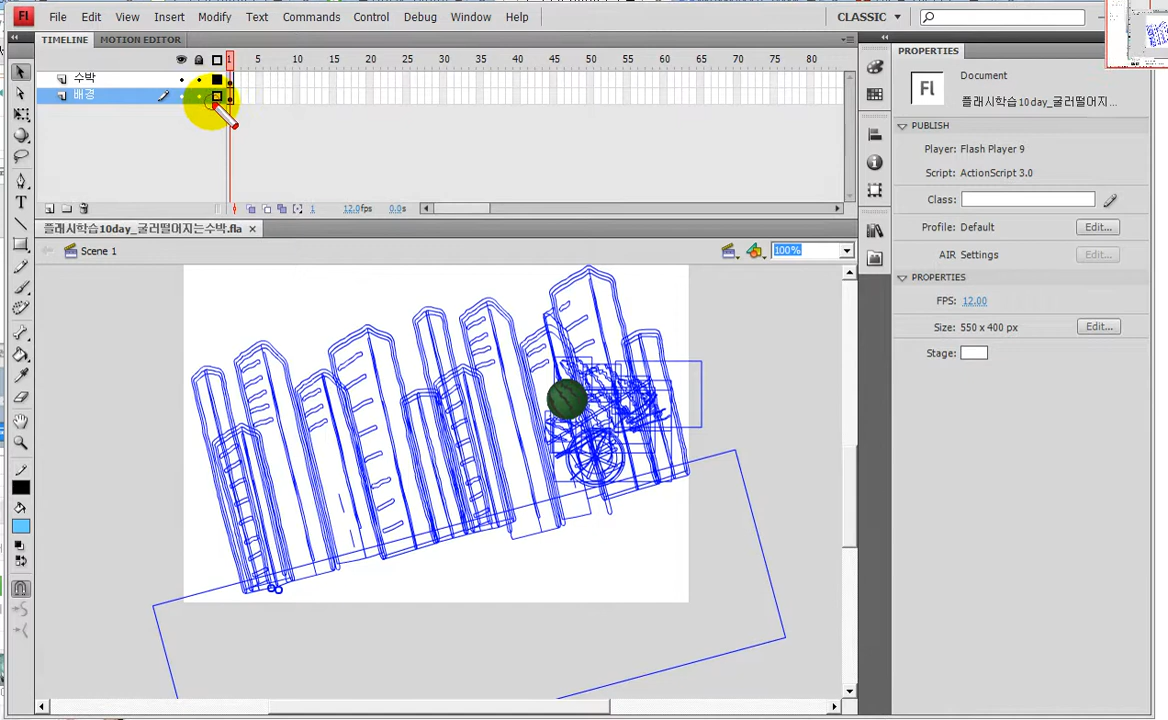 Fl File Edit View Insert Modify Text Commands Control Debug Window Help CLASSIC
TIMELINE MOTION EDITOR
1 5 10 15 20 25 30 35 40 45 50 55 60 65 70 75 80
수박
배경
1 12.0fps 0.0s
플래시학습10day_굴러떨어지는수박.fla
Scene 1 100%
PROPERTIES
Fl
Document
플래시학습10day_굴러떨어지...
PUBLISH
Player: Flash Player 9
Script: ActionScript 3.0
Class:
Profile: Default Edit...
AIR Settings Edit...
PROPERTIES
FPS: 12.00
Size: 550 x 400 px Edit...
Stage: